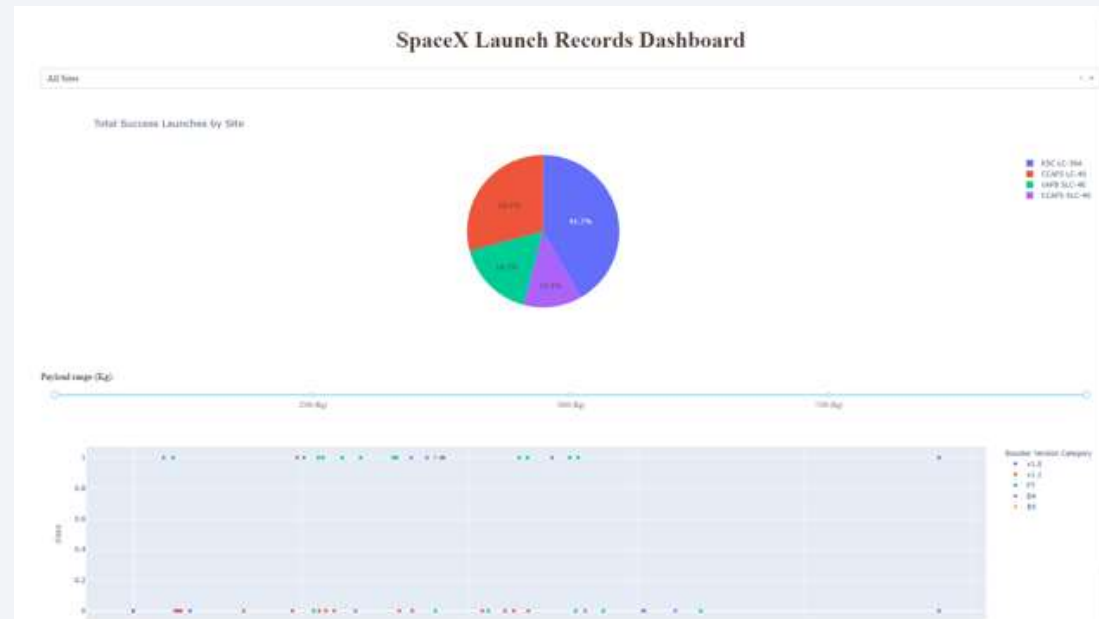 SpaceX Launch Records Dashboard
All Sites
Total Success Launches by Site
KSC LC-39A
CCAFS LC-40
VAFB SLC-4E
CCAFS SLC-40
41.7%
Payload range (Kg):
Booster Version Category
v1.0
v1.1
FT
B4
B5
1
0.8
0.6
0.4
0.2
0
class